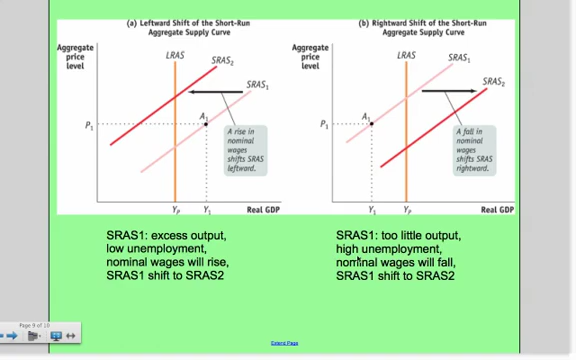 (a) Leftward Shift of the Short-Run
Aggregate Supply Curve
Aggregate
price
level
LRAS
SRAS2
SRAS1
P1
A1
A rise in
nominal
wages
shifts SRAS
leftward.
YP
Y1
Real GDP
(b) Rightward Shift of the Short-Run
Aggregate Supply Curve
Aggregate
price
level
LRAS
SRAS1
SRAS2
P1
A1
A fall in
nominal
wages
shifts SRAS
rightward.
Y1
YP
Real GDP
SRAS1: excess output,
low unemployment,
nominal wages will rise,
SRAS1 shift to SRAS2
SRAS1: too little output,
high unemployment,
nominal wages will fall,
SRAS1 shift to SRAS2
Page 9 of 10
Extend Page